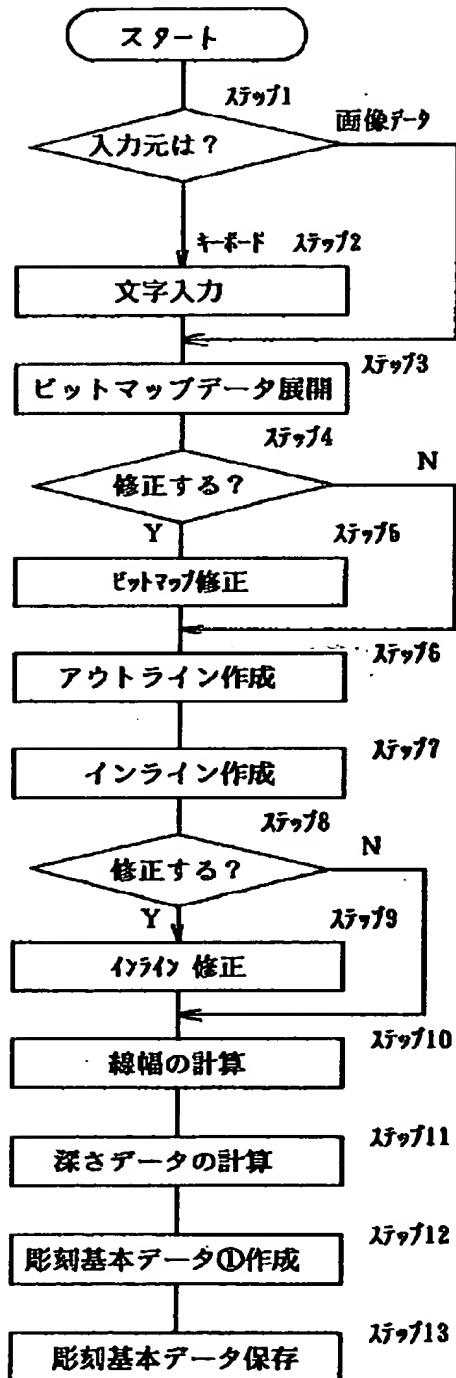 スタート
ステップ1
入力元は?
画像データ
キーボード ステップ2
文字入力
ステップ3
ビットマップデータ展開
ステップ4
修正する?
N
Y
ステップ5
ビットマップ修正
ステップ6
アウトライン作成
ステップ7
インライン作成
ステップ8
修正する?
N
Y
ステップ9
インライン 修正
ステップ10
線幅の計算
ステップ11
深さデータの計算
ステップ12
彫刻基本データ①作成
ステップ13
彫刻基本データ保存